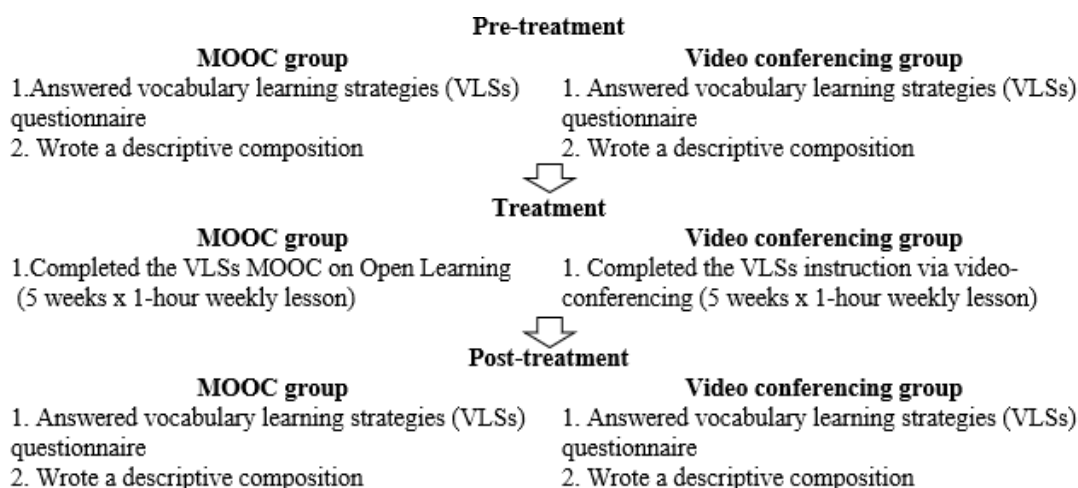 Pre-treatment
MOOC group
1.Answered vocabulary learning strategies (VLSs)
questionnaire
2. Wrote a descriptive composition
Video conferencing group
1. Answered vocabulary learning strategies (VLSs)
questionnaire
2. Wrote a descriptive composition
Treatment
MOOC group
1.Completed the VLSs MOOC on Open Learning
(5 weeks x 1-hour weekly lesson)
Video conferencing group
1. Completed the VLSs instruction via video-
conferencing (5 weeks x 1-hour weekly lesson)
Post-treatment
MOOC group
1. Answered vocabulary learning strategies (VLSs)
questionnaire
2. Wrote a descriptive composition
Video conferencing group
1. Answered vocabulary learning strategies (VLSs)
questionnaire
2. Wrote a descriptive composition